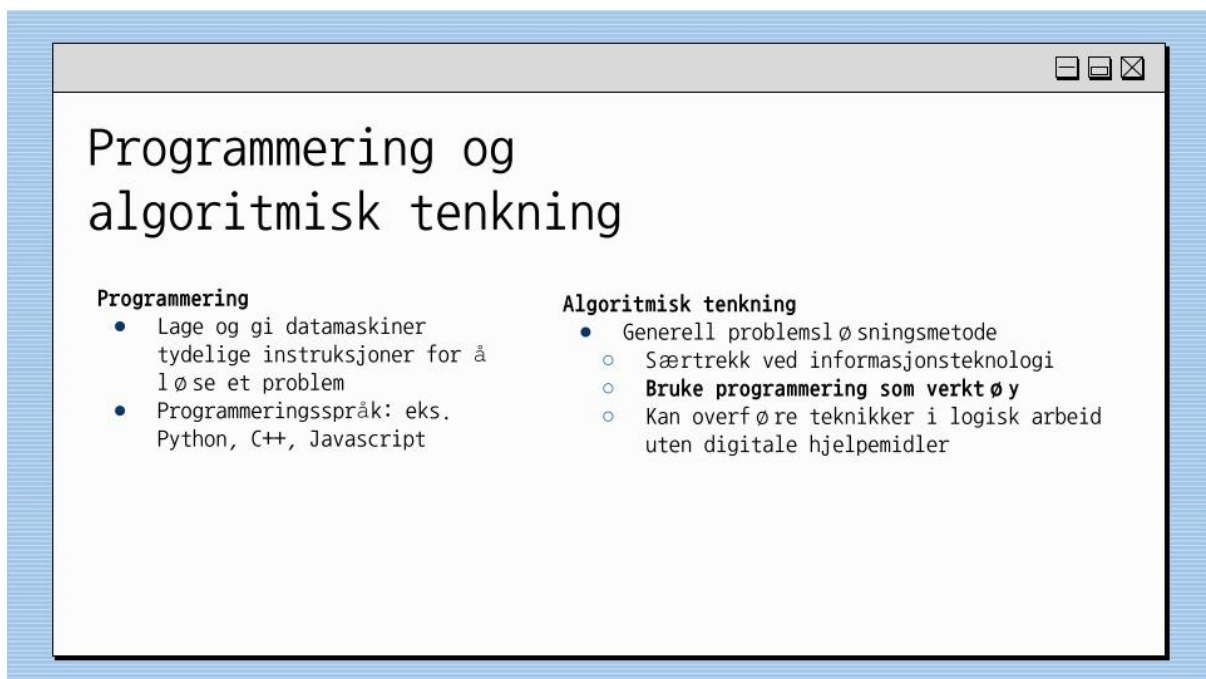 Programmering og
algoritmisk tenkning
Programmering
● Lage og gi datamaskiner
tydelige instruksjoner for å
løse et problem
● Programmeringsspråk: eks.
Python, C++, Javascript
Algoritmisk tenkning
● Generell problemsløsningsmetode
○ Særtrekk ved informasjonsteknologi
○ Bruke programmering som verktøy
○ Kan overføre teknikker i logisk arbeid
uten digitale hjelpemidler